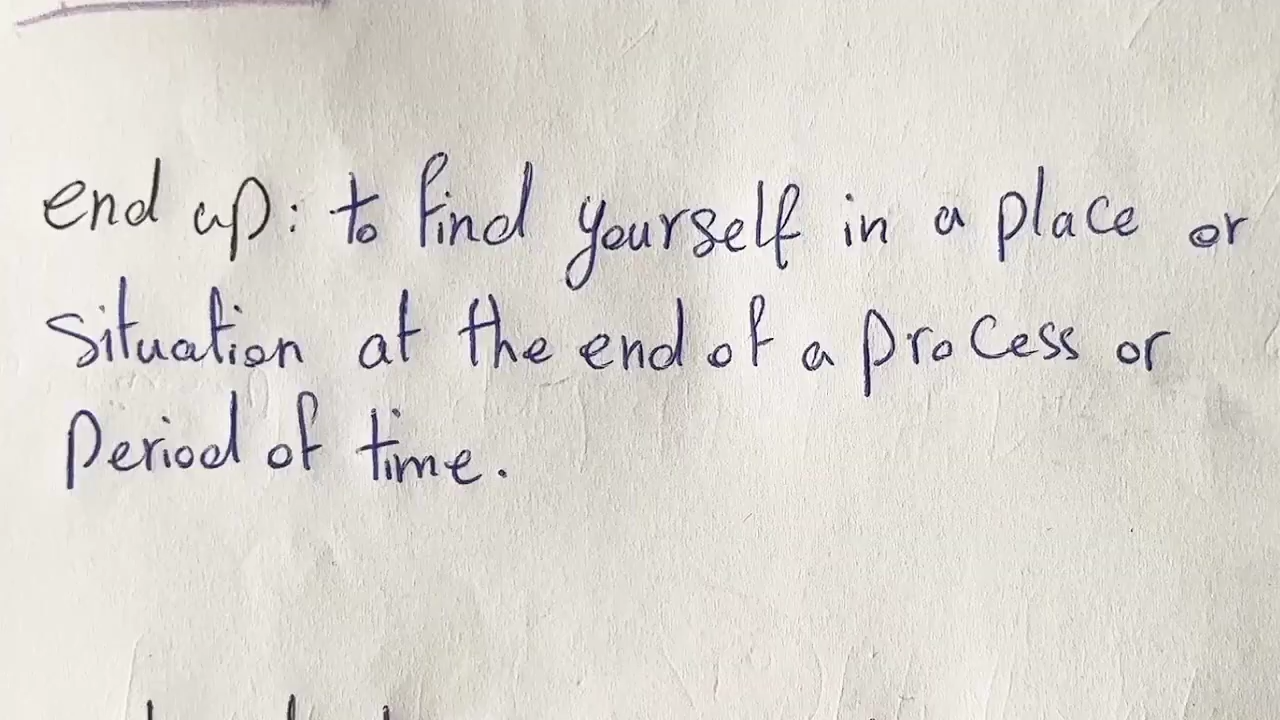 end up: to find yourself in a place or
situation at the end of a process or
period of time.